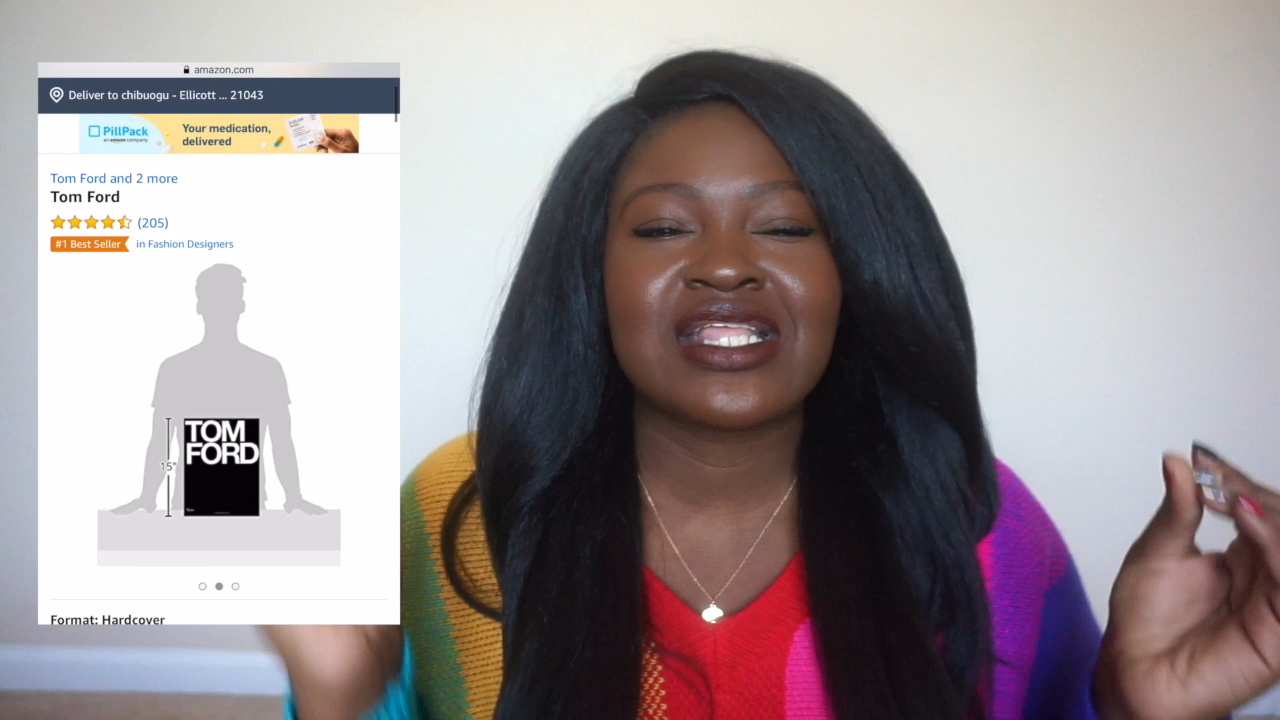 amazon.com
Deliver to chibuogu - Ellicott ... 21043
PillPack
an amazon company
Your medication,
delivered
Tom Ford and 2 more
Tom Ford
(205)
#1 Best Seller in Fashion Designers
TOM
FORD
15"
Format: Hardcover